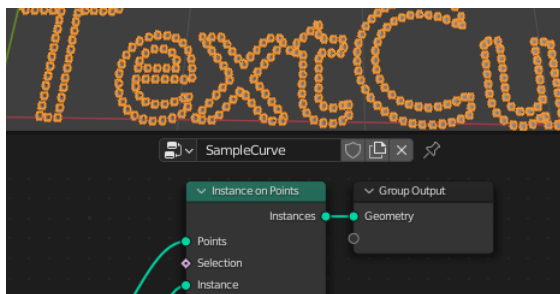 TextCu
SampleCurve
Instance on Points
Group Output
Instances
Geometry
Points
Selection
Instance